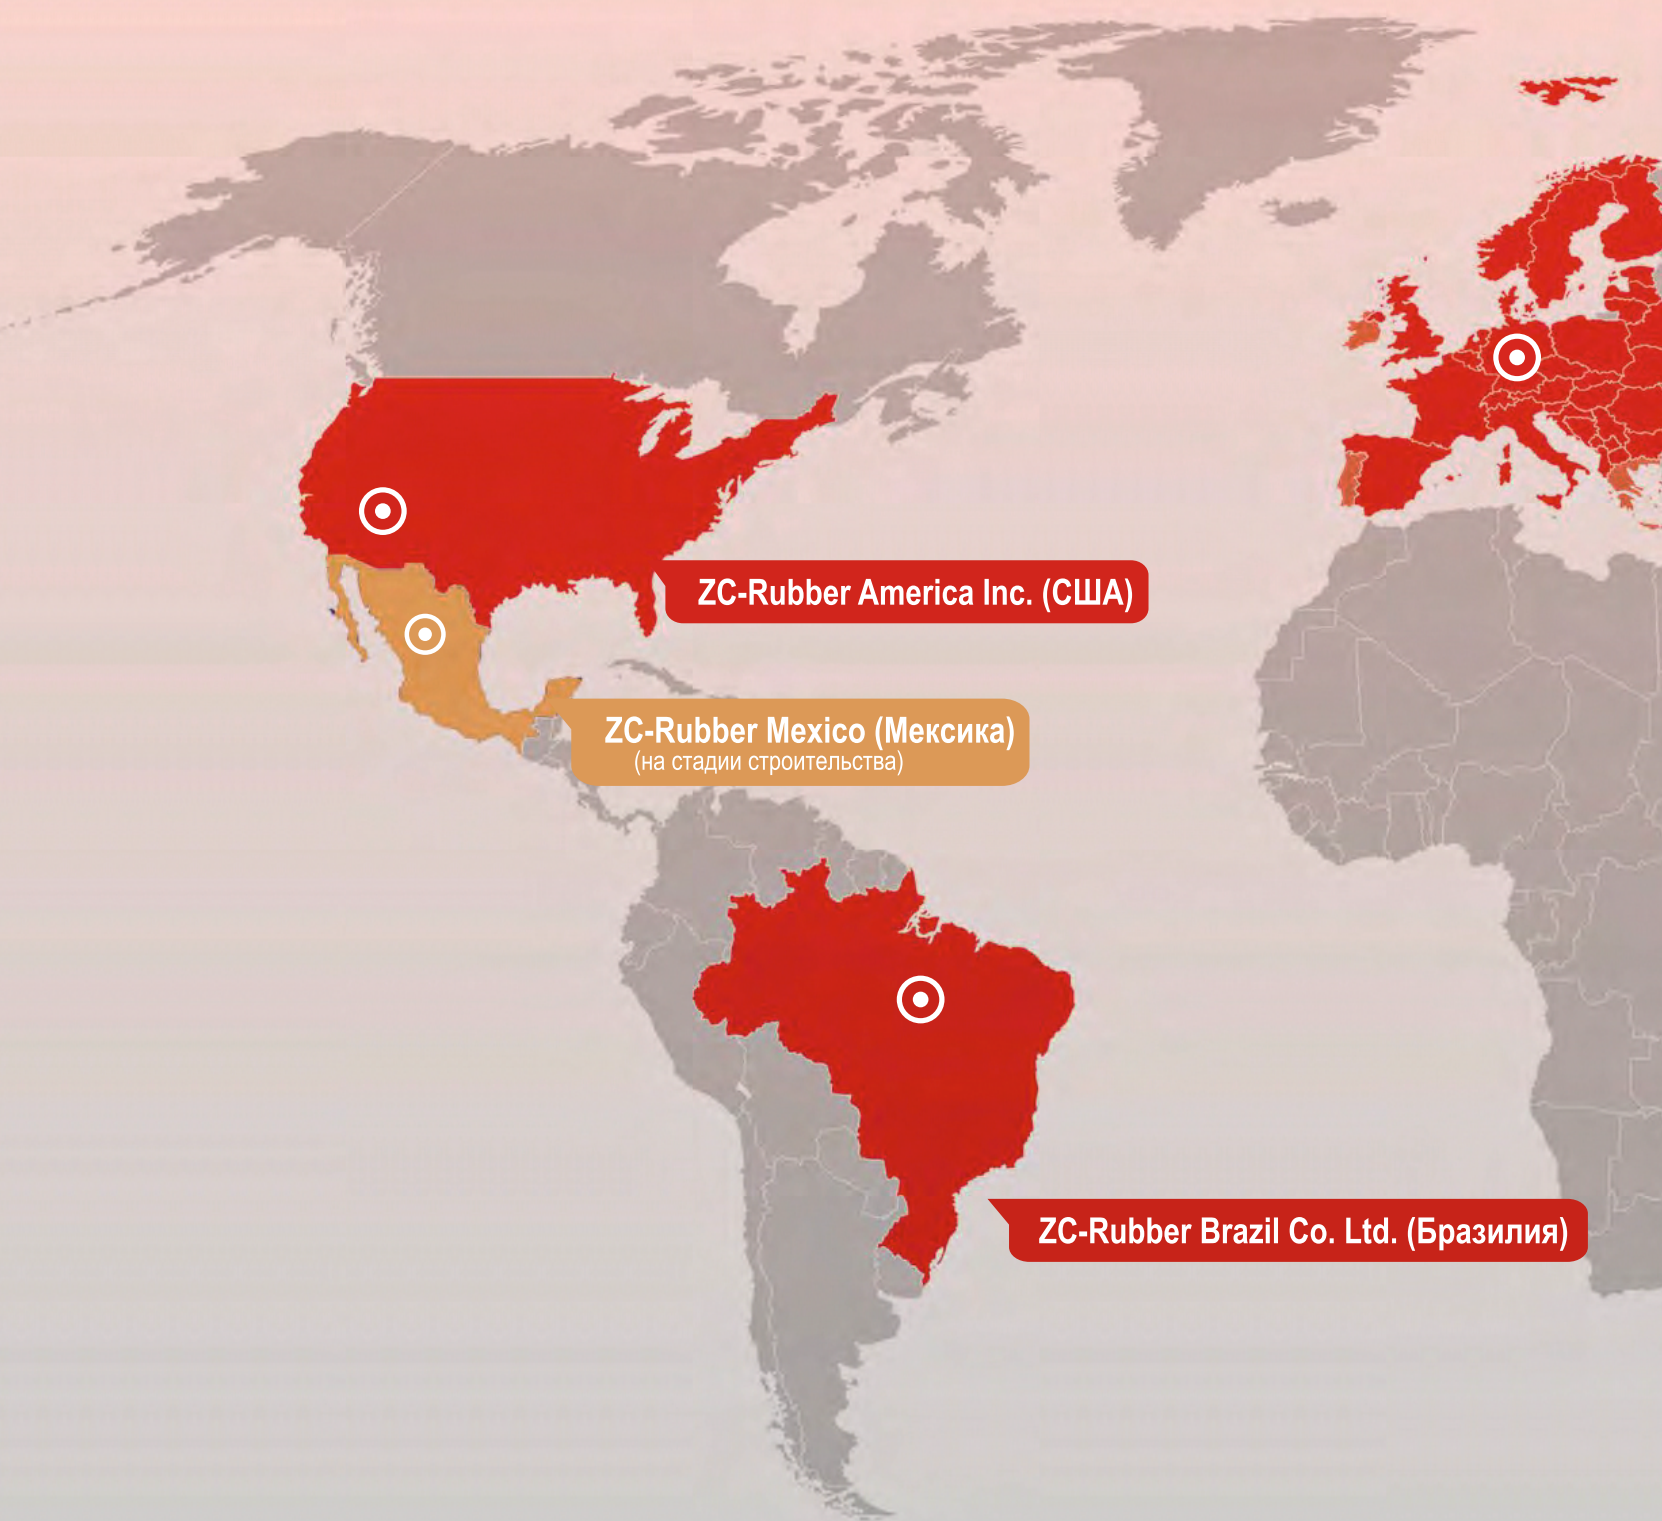 ZC-Rubber America Inc. (США)
ZC-Rubber Mexico (Мексика)
(на стадии строительства)
ZC-Rubber Brazil Co. Ltd. (Бразилия)